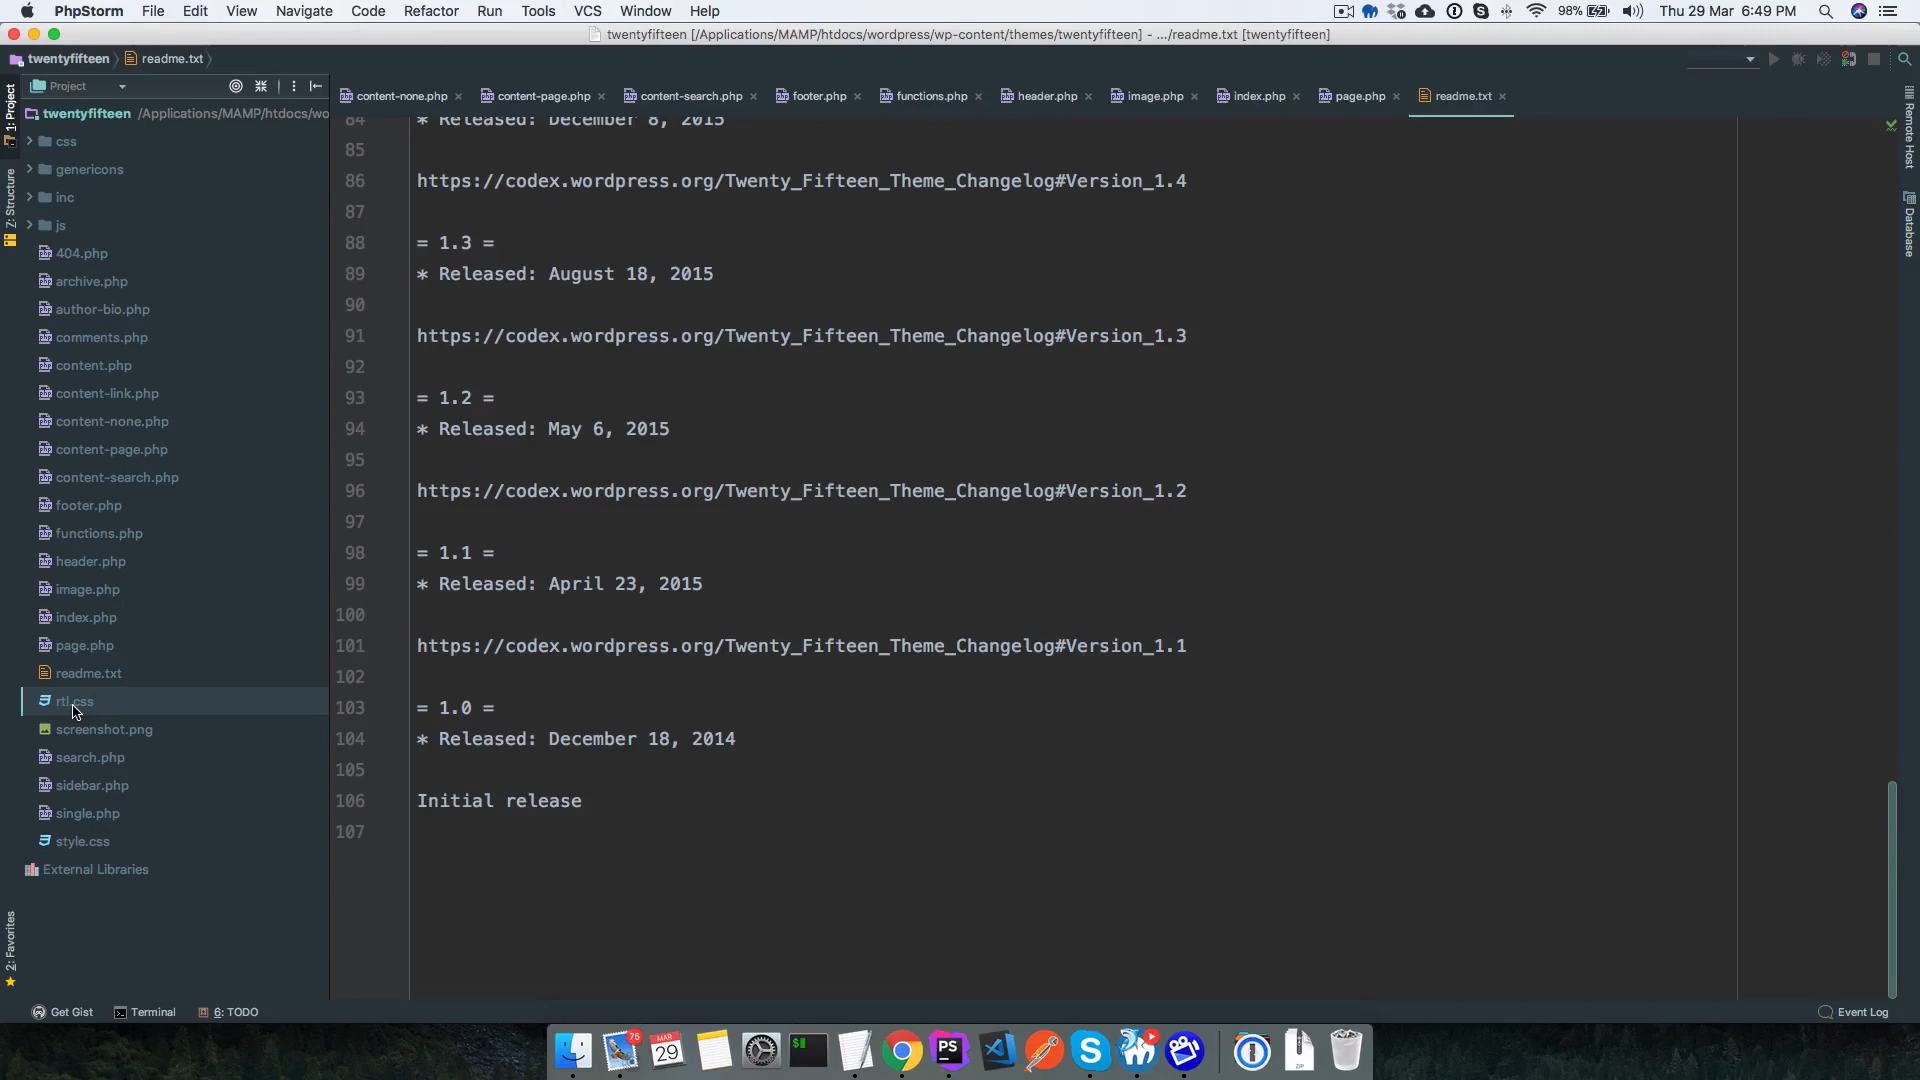 PhpStorm File Edit View Navigate Code Refactor Run Tools VCS Window Help 98% Thu 29 Mar 6:49 PM
twentyfifteen [/Applications/MAMP/htdocs/wordpress/wp-content/themes/twentyfifteen] - .../readme.txt [twentyfifteen]
twentyfifteen readme.txt
Project
content-none.php content-page.php content-search.php footer.php functions.php header.php image.php index.php page.php readme.txt
1: Project
Z: Structure
2: Favorites
twentyfifteen /Applications/MAMP/htdocs/wo
css
genericons
inc
js
404.php
archive.php
author-bio.php
comments.php
content.php
content-link.php
content-none.php
content-page.php
content-search.php
footer.php
functions.php
header.php
image.php
index.php
page.php
readme.txt
rtl.css
screenshot.png
search.php
sidebar.php
single.php
style.css
External Libraries
84 * Released: December 8, 2015
85
86 https://codex.wordpress.org/Twenty_Fifteen_Theme_Changelog#Version_1.4
87
88 = 1.3 =
89 * Released: August 18, 2015
90
91 https://codex.wordpress.org/Twenty_Fifteen_Theme_Changelog#Version_1.3
92
93 = 1.2 =
94 * Released: May 6, 2015
95
96 https://codex.wordpress.org/Twenty_Fifteen_Theme_Changelog#Version_1.2
97
98 = 1.1 =
99 * Released: April 23, 2015
100
101 https://codex.wordpress.org/Twenty_Fifteen_Theme_Changelog#Version_1.1
102
103 = 1.0 =
104 * Released: December 18, 2014
105
106 Initial release
107
Remote Host
Database
Get Gist Terminal 6: TODO Event Log
75
MAR
29
$
PS
S
ZIP